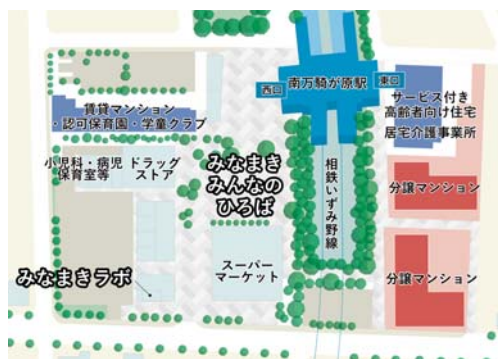 南万騎が原駅
西口
東口
賃貸マンション
・認可保育園・学童クラブ
サービス付き
高齢者向け住宅
居宅介護事業所
小児科・病児
保育室等
ドラッグ
ストア
みなまき
みんなの
ひろば
相鉄いずみ野線
分譲マンション
みなまきラボ
スーパー
マーケット
分譲マンション